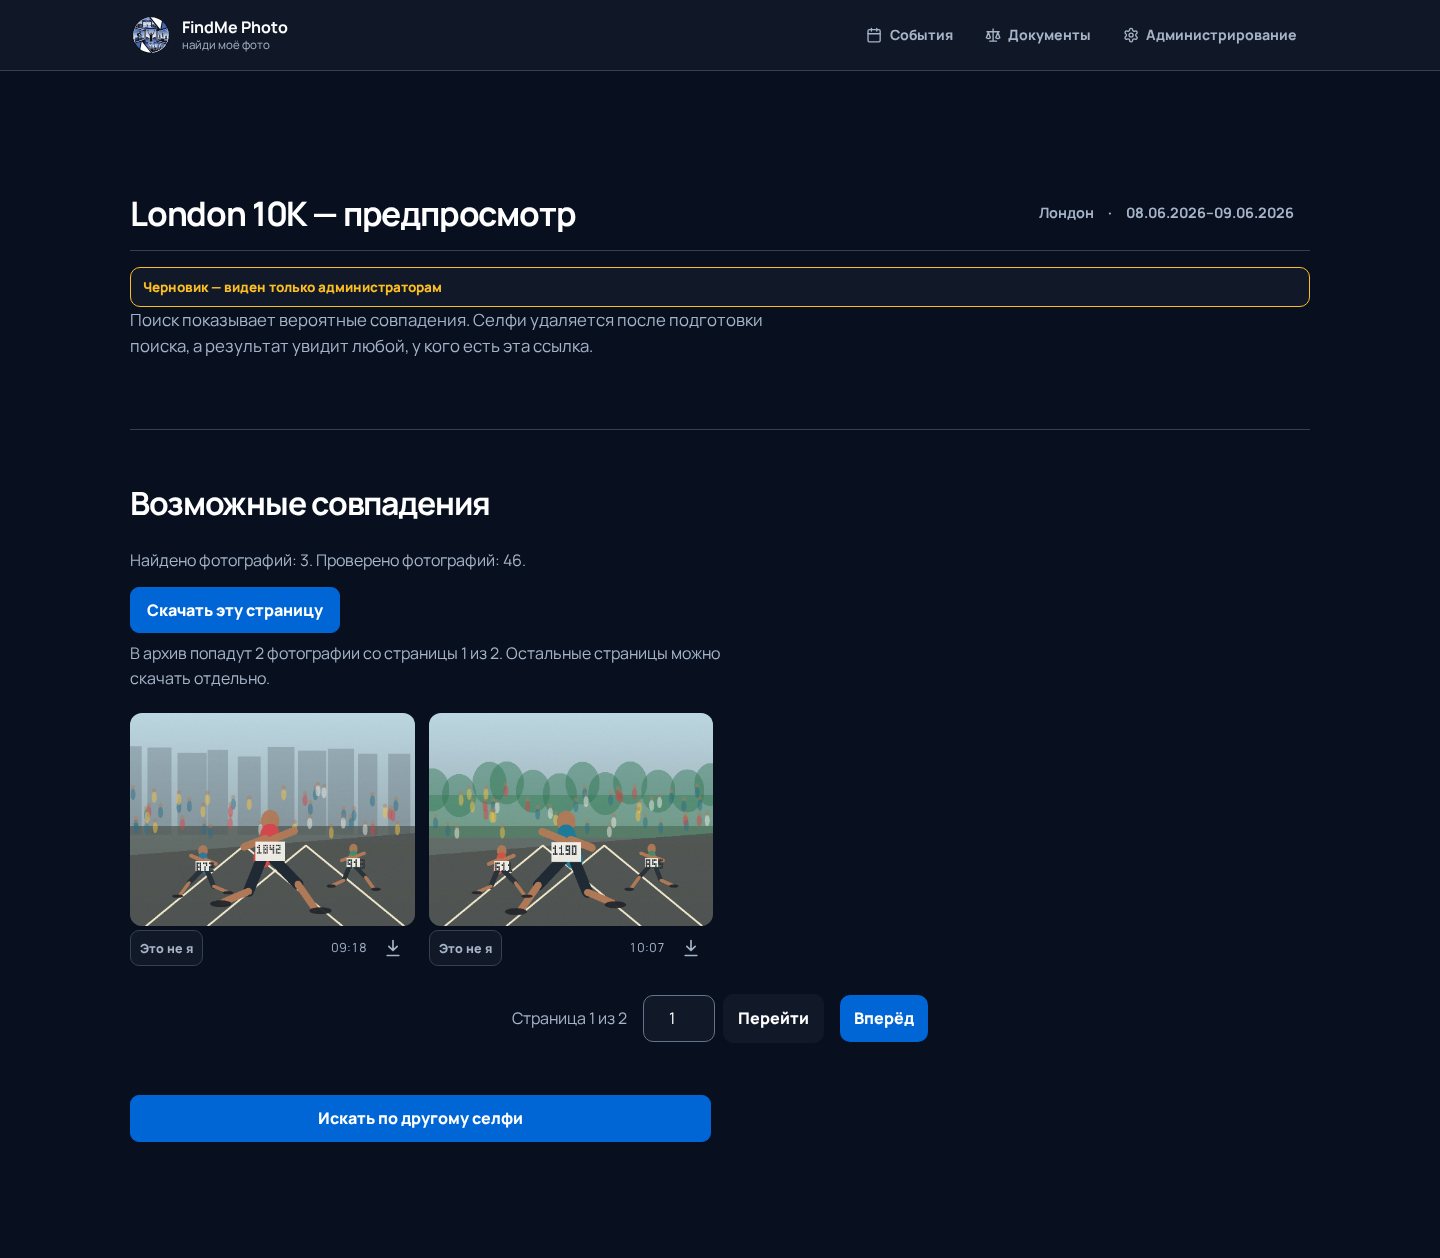 FindMe Photo
найди моё фото
События
Документы
Администрирование
London 10K — предпросмотр
Лондон · 08.06.2026–09.06.2026
Черновик — виден только администраторам
Поиск показывает вероятные совпадения. Селфи удаляется после подготовки
поиска, а результат увидит любой, у кого есть эта ссылка.
Возможные совпадения
Найдено фотографий: 3. Проверено фотографий: 46.
Скачать эту страницу
В архив попадут 2 фотографии со страницы 1 из 2. Остальные страницы можно
скачать отдельно.
1042
1190
Это не я
09:18
Это не я
10:07
Страница 1 из 2
1
Перейти
Вперёд
Искать по другому селфи